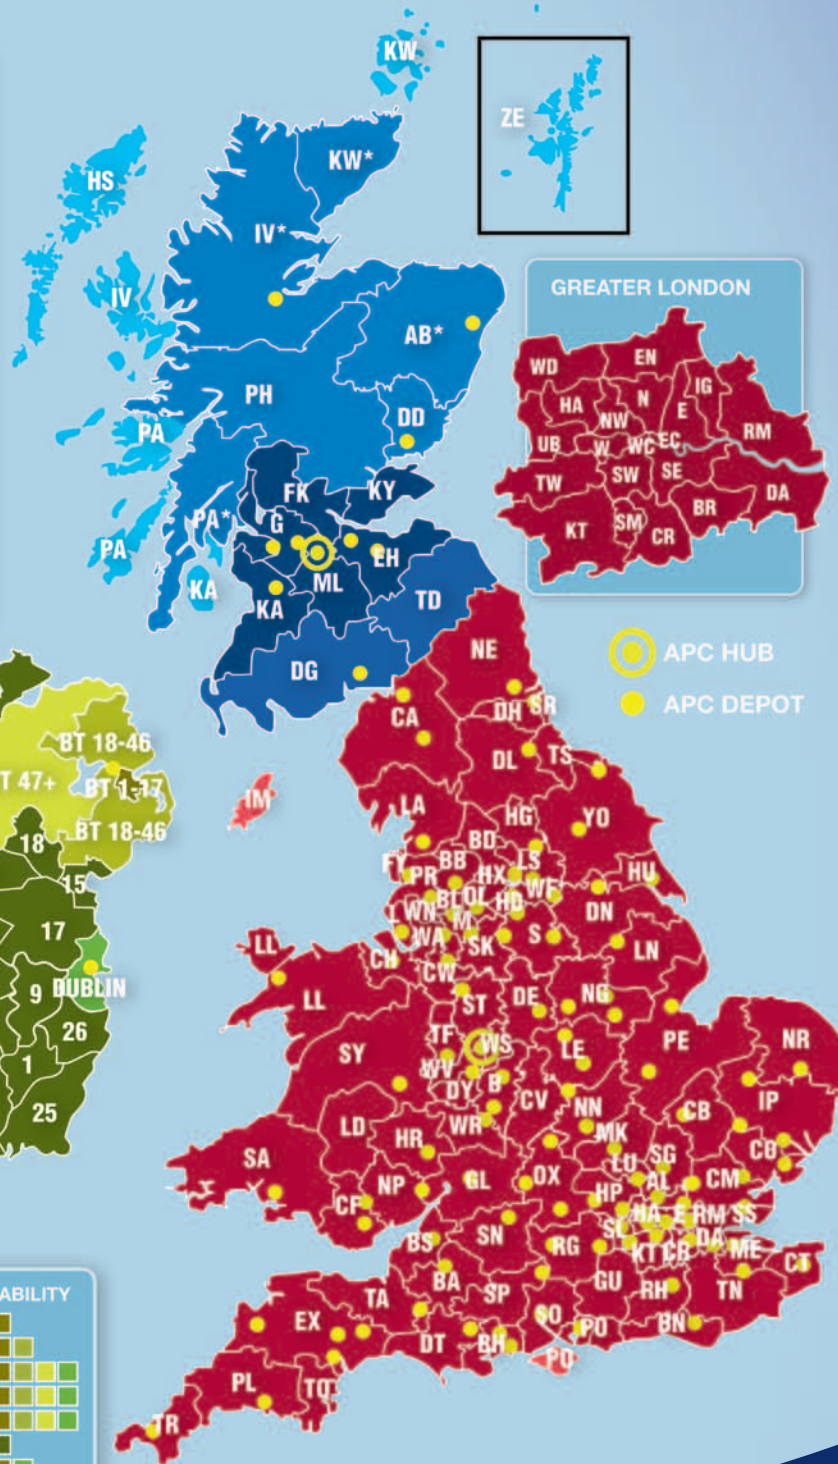 KW
ZE
HS
KW*
IV*
IV
AB*
PH
DD
PA
FK
KY
PA*
G
PA
EH
ML
KA
KA
TD
DG
GREATER LONDON
WD
EN
IG
HA
N
E
NW
RM
UB
W
WC
EC
TW
SW
SE
DA
BR
KT
SM
CR
APC HUB
APC DEPOT
NE
CA
DH
SR
DL
TS
BT 18-46
T 47+
BT 1-17
BT 18-46
IM
LA
HG
YO
BD
18
FY
PR
BB
HX
LS
HU
15
BL
OL
HD
WF
L
WN
M
DN
17
WA
SK
S
LN
LL
CH
CW
9
DUBLIN
LL
ST
DE
NG
26
TF
WS
PE
NR
SY
LE
1
WV
DY
B
IP
25
CV
NN
CB
LD
HR
WR
MK
CO
SA
LU
SG
NP
GL
OX
AL
CM
HP
CF
HA
E
RM
SS
SL
BS
SN
RG
KT
CR
DA
ME
CT
ABILITY
BA
SP
GU
RH
TN
TA
EX
SO
PO
BN
DT
BH
PO
PL
TQ
TR